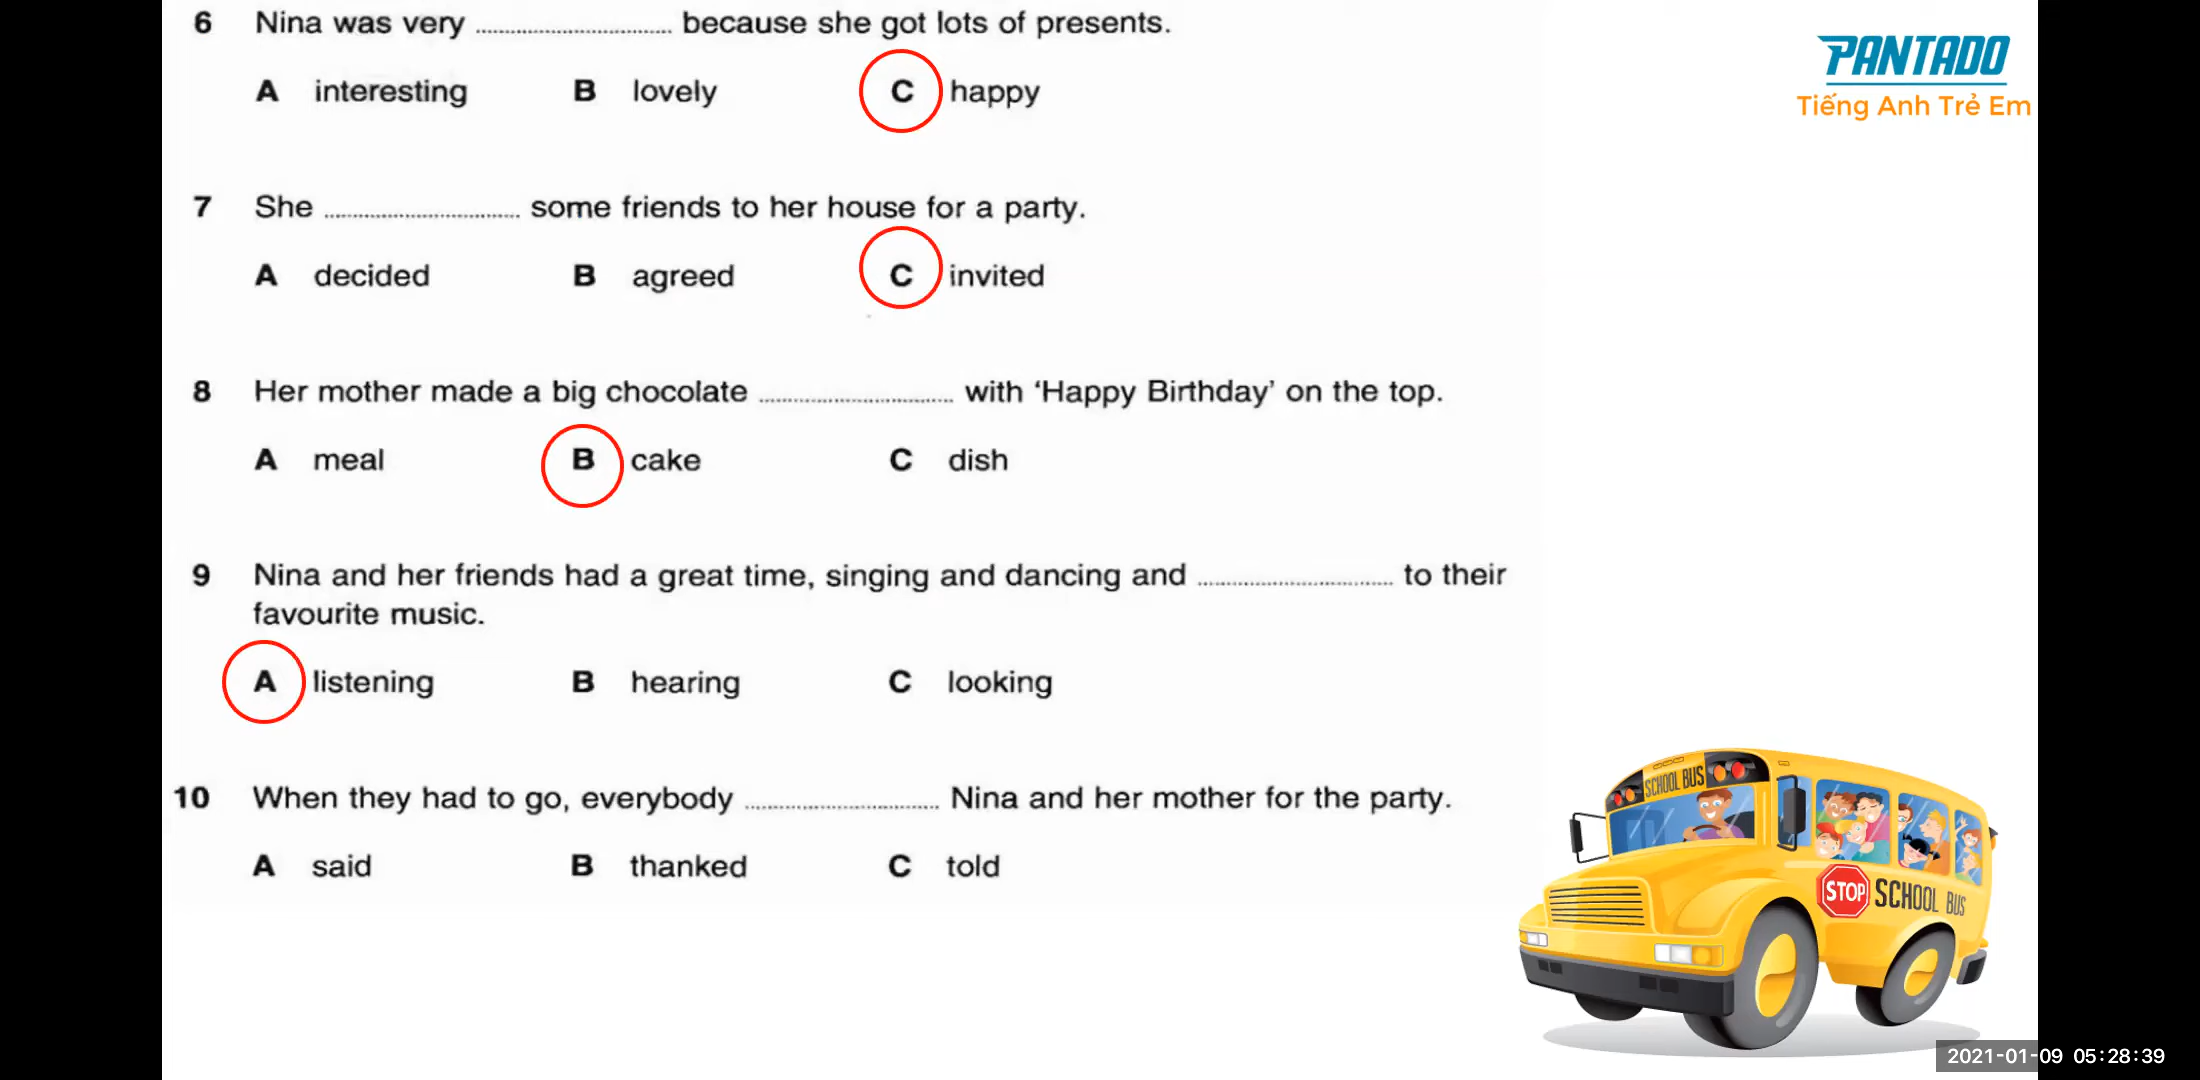 6 Nina was very .............................. because she got lots of presents.
A interesting B lovely C happy
7 She .............................. some friends to her house for a party.
A decided B agreed C invited
8 Her mother made a big chocolate .............................. with ‘Happy Birthday’ on the top.
A meal B cake C dish
9 Nina and her friends had a great time, singing and dancing and .............................. to their
favourite music.
A listening B hearing C looking
10 When they had to go, everybody .............................. Nina and her mother for the party.
A said B thanked C told
PANTADO
Tiếng Anh Trẻ Em
SCHOOL BUS
STOP SCHOOL BUS
2021-01-09 05:28:39